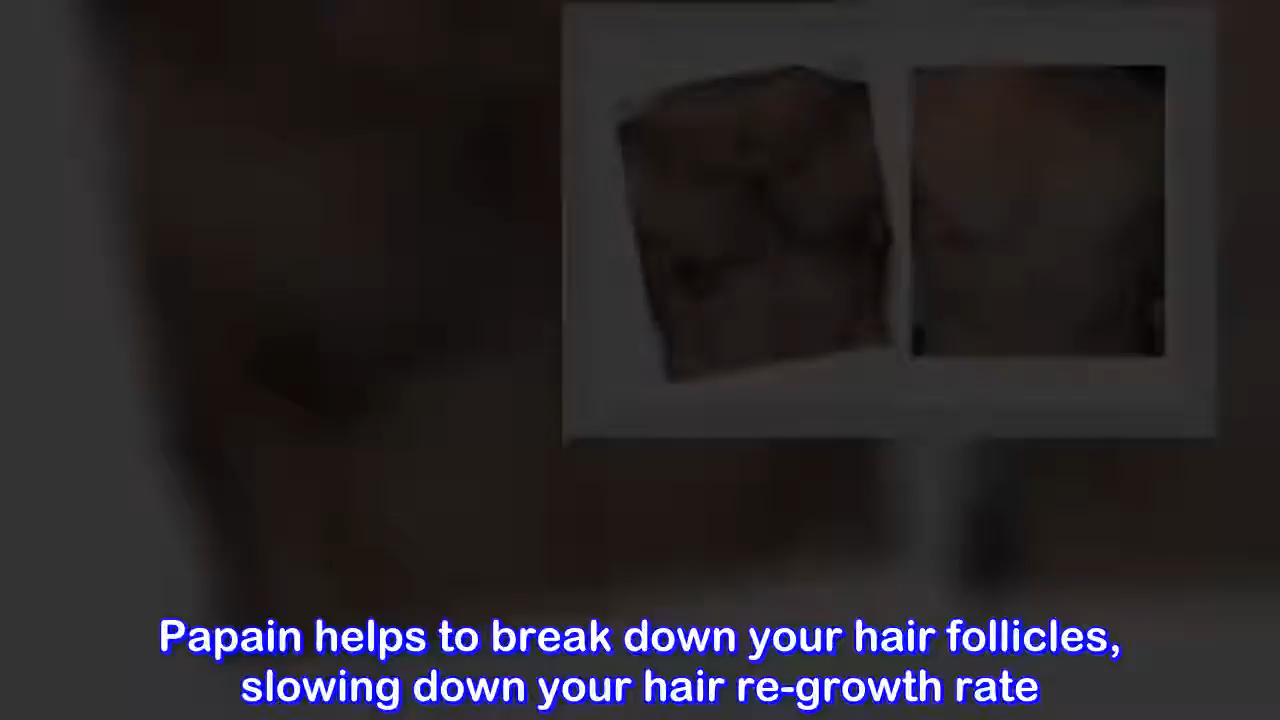 Papain helps to break down your hair follicles,
slowing down your hair re-growth rate